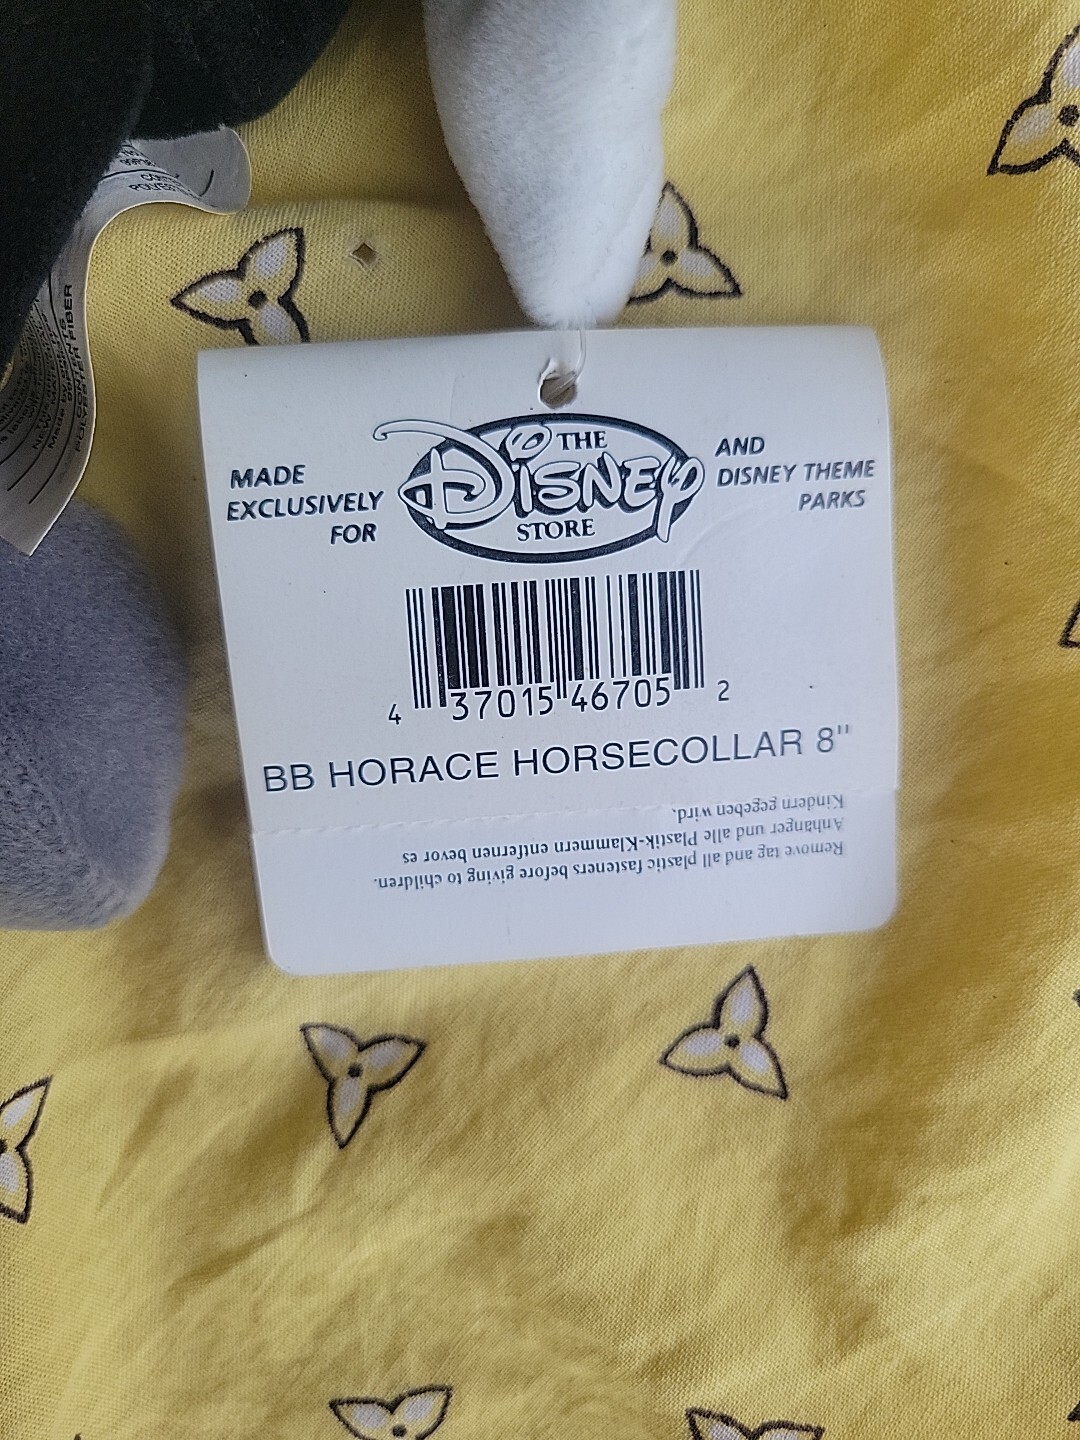 MADE
EXCLUSIVELY
FOR
THE
DISNEY
STORE
AND
DISNEY THEME
PARKS
4 37015 46705 2
BB HORACE HORSECOLLAR 8"
Remove tag and all plastic fasteners before giving to children.
Anhänger und alle Plastik-Klammern entfernen bevor es
Kindern gegeben wird.
POLYESTER FIBER